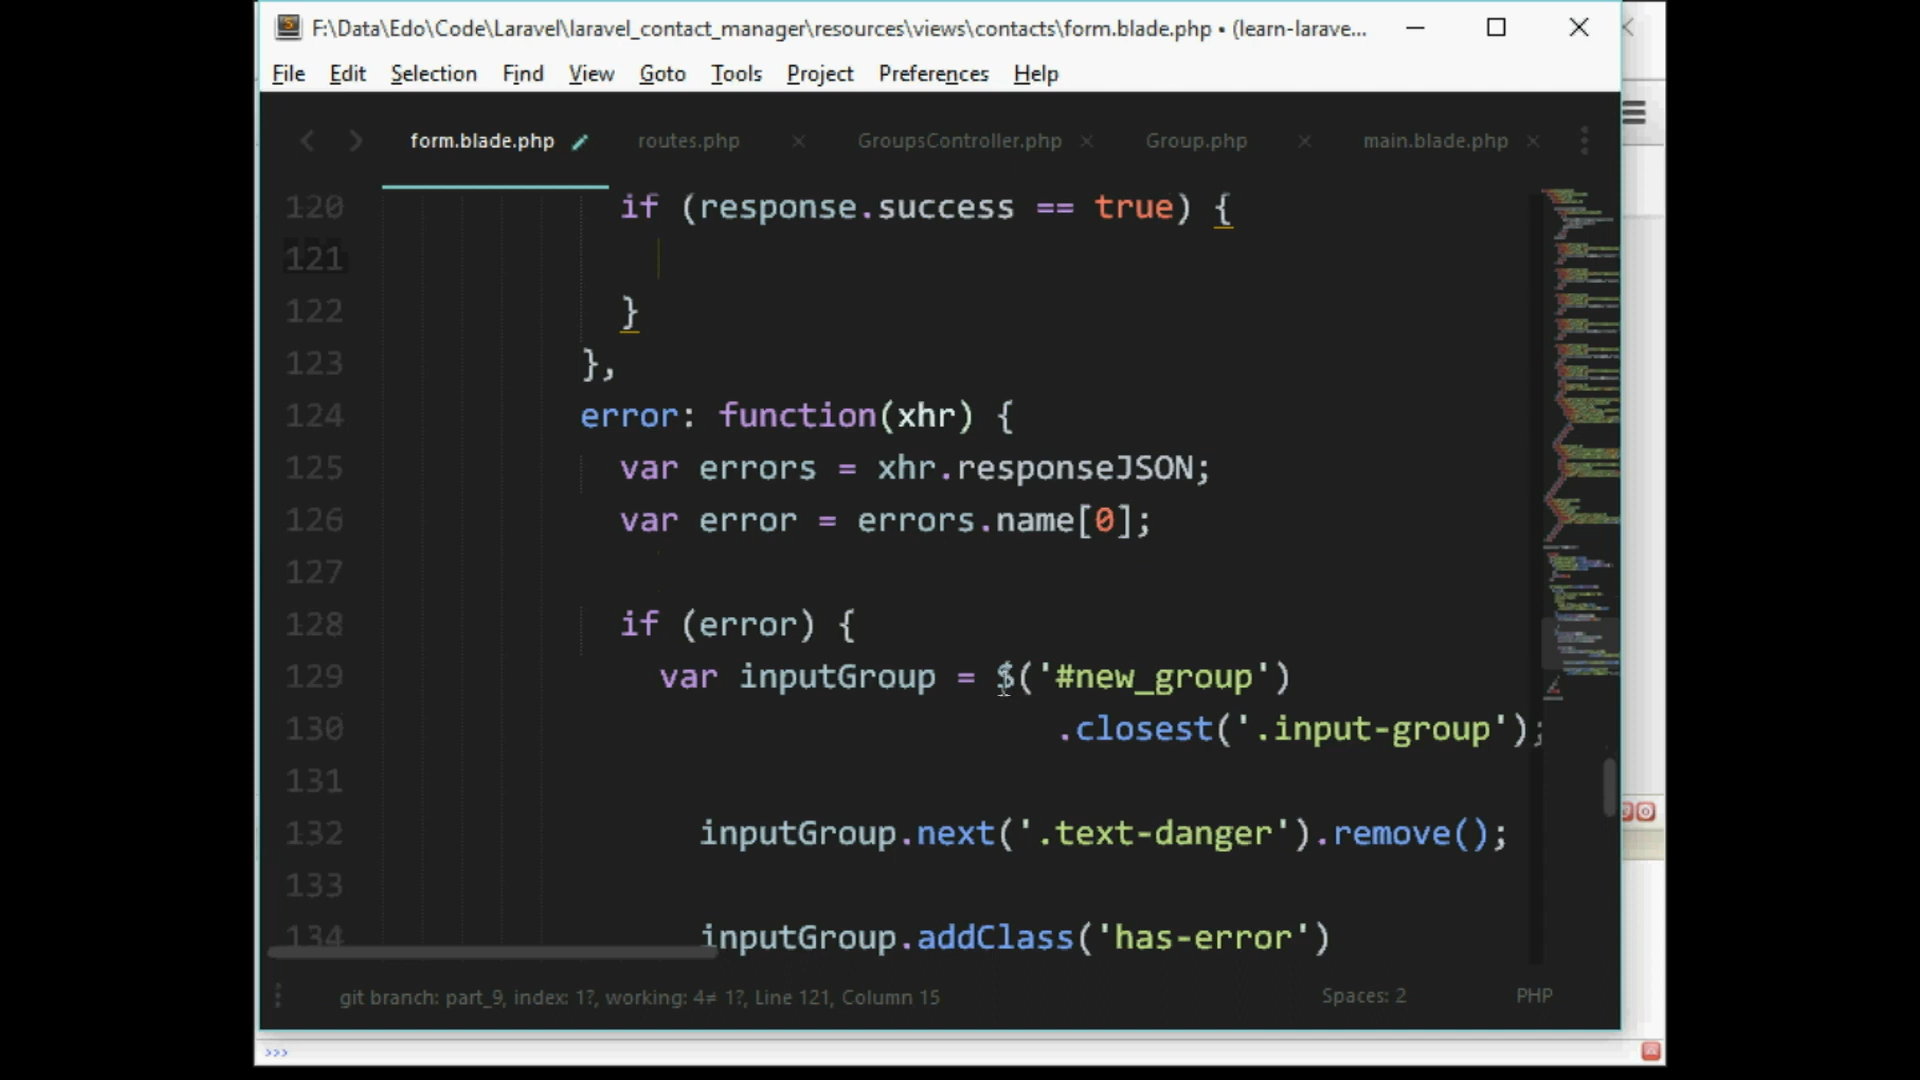 F:\Data\Edo\Code\Laravel\laravel_contact_manager\resources\views\contacts\form.blade.php • (learn-larave...
File Edit Selection Find View Goto Tools Project Preferences Help
form.blade.php routes.php GroupsController.php Group.php main.blade.php
120 if (response.success == true) {
121
122 }
123 },
124 error: function(xhr) {
125 var errors = xhr.responseJSON;
126 var error = errors.name[0];
127
128 if (error) {
129 var inputGroup = $('#new_group')
130 .closest('.input-group');
131
132 inputGroup.next('.text-danger').remove();
133
134 inputGroup.addClass('has-error')
git branch: part_9, index: 1?, working: 4≠ 1?, Line 121, Column 15 Spaces: 2 PHP
>>>